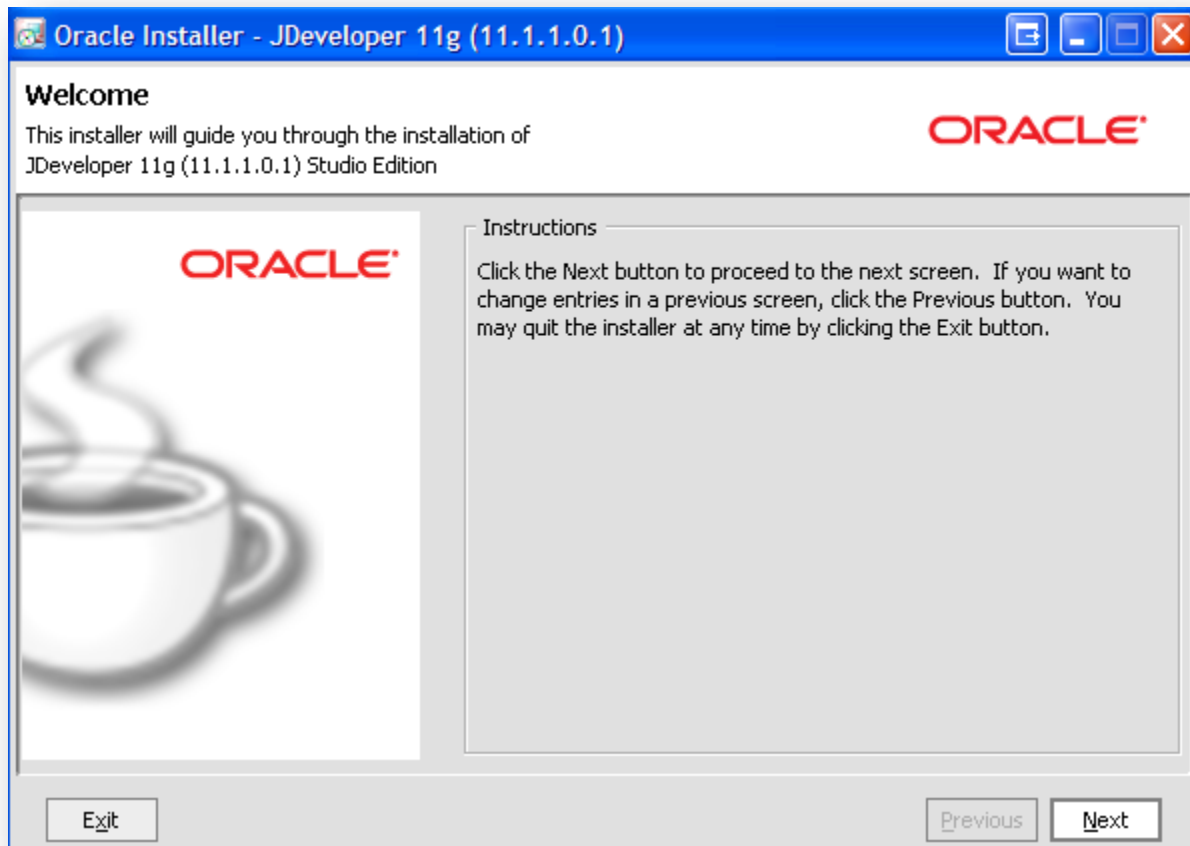 Oracle Installer - JDeveloper 11g (11.1.1.0.1)
Welcome
This installer will guide you through the installation of
JDeveloper 11g (11.1.1.0.1) Studio Edition
ORACLE
ORACLE
Instructions
Click the Next button to proceed to the next screen. If you want to
change entries in a previous screen, click the Previous button. You
may quit the installer at any time by clicking the Exit button.
Exit
Previous
Next